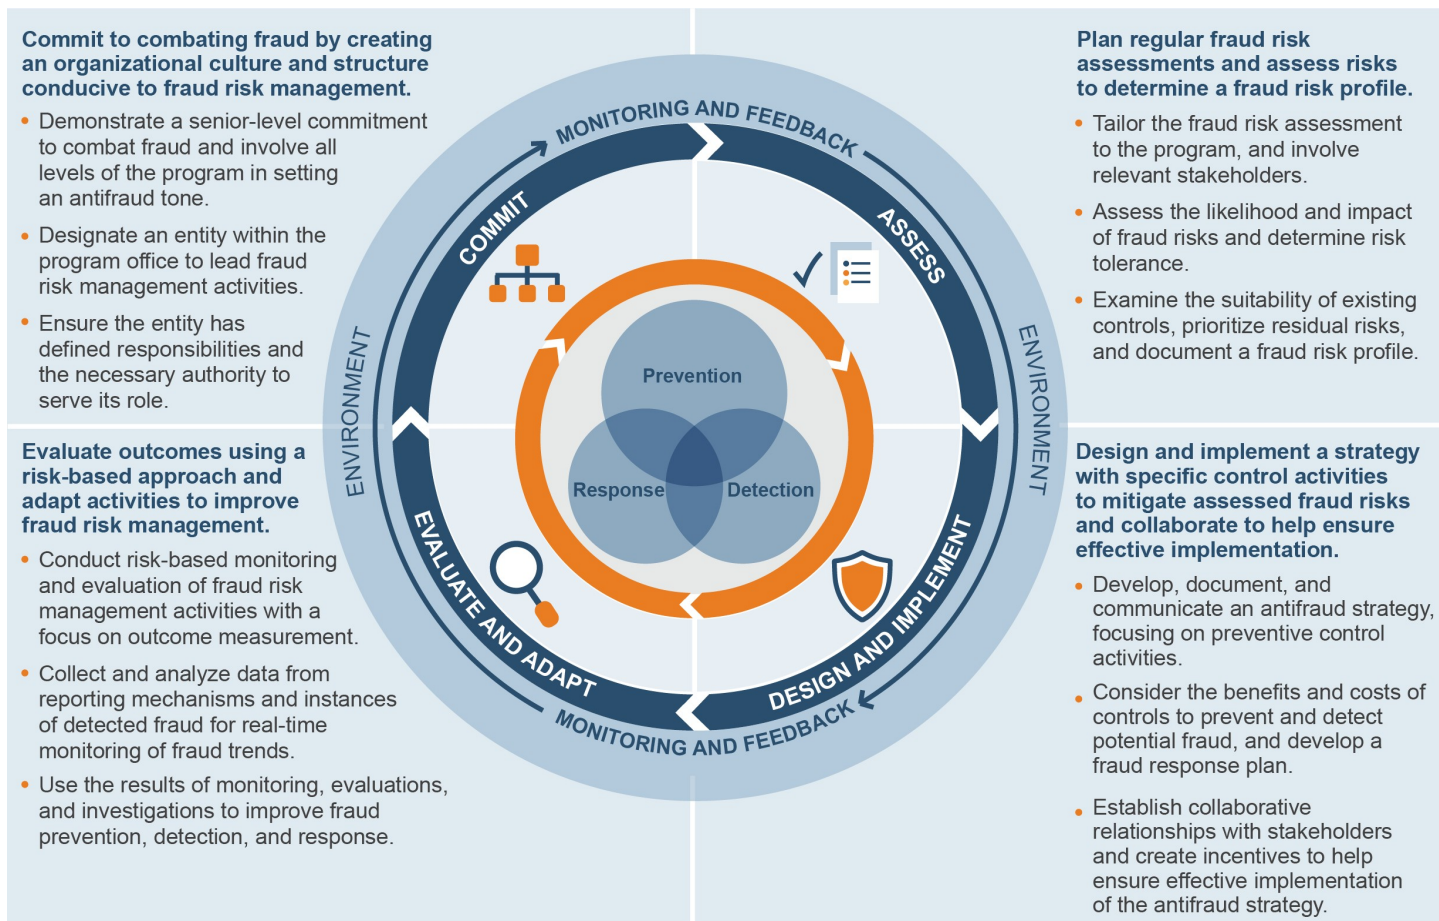 Commit to combating fraud by creating
an organizational culture and structure
conducive to fraud risk management.
• Demonstrate a senior-level commitment
to combat fraud and involve all
levels of the program in setting
an antifraud tone.
• Designate an entity within the
program office to lead fraud
risk management activities.
• Ensure the entity has
defined responsibilities and
the necessary authority to
serve its role.
Plan regular fraud risk
assessments and assess risks
to determine a fraud risk profile.
• Tailor the fraud risk assessment
to the program, and involve
relevant stakeholders.
• Assess the likelihood and impact
of fraud risks and determine risk
tolerance.
• Examine the suitability of existing
controls, prioritize residual risks,
and document a fraud risk profile.
MONITORING AND FEEDBACK
COMMIT
ASSESS
ENVIRONMENT
ENVIRONMENT
Prevention
Response
Detection
EVALUATE AND ADAPT
DESIGN AND IMPLEMENT
MONITORING AND FEEDBACK
Evaluate outcomes using a
risk-based approach and
adapt activities to improve
fraud risk management.
• Conduct risk-based monitoring
and evaluation of fraud risk
management activities with a
focus on outcome measurement.
• Collect and analyze data from
reporting mechanisms and instances
of detected fraud for real-time
monitoring of fraud trends.
• Use the results of monitoring, evaluations,
and investigations to improve fraud
prevention, detection, and response.
Design and implement a strategy
with specific control activities
to mitigate assessed fraud risks
and collaborate to help ensure
effective implementation.
• Develop, document, and
communicate an antifraud strategy,
focusing on preventive control
activities.
• Consider the benefits and costs of
controls to prevent and detect
potential fraud, and develop a
fraud response plan.
• Establish collaborative
relationships with stakeholders
and create incentives to help
ensure effective implementation
of the antifraud strategy.